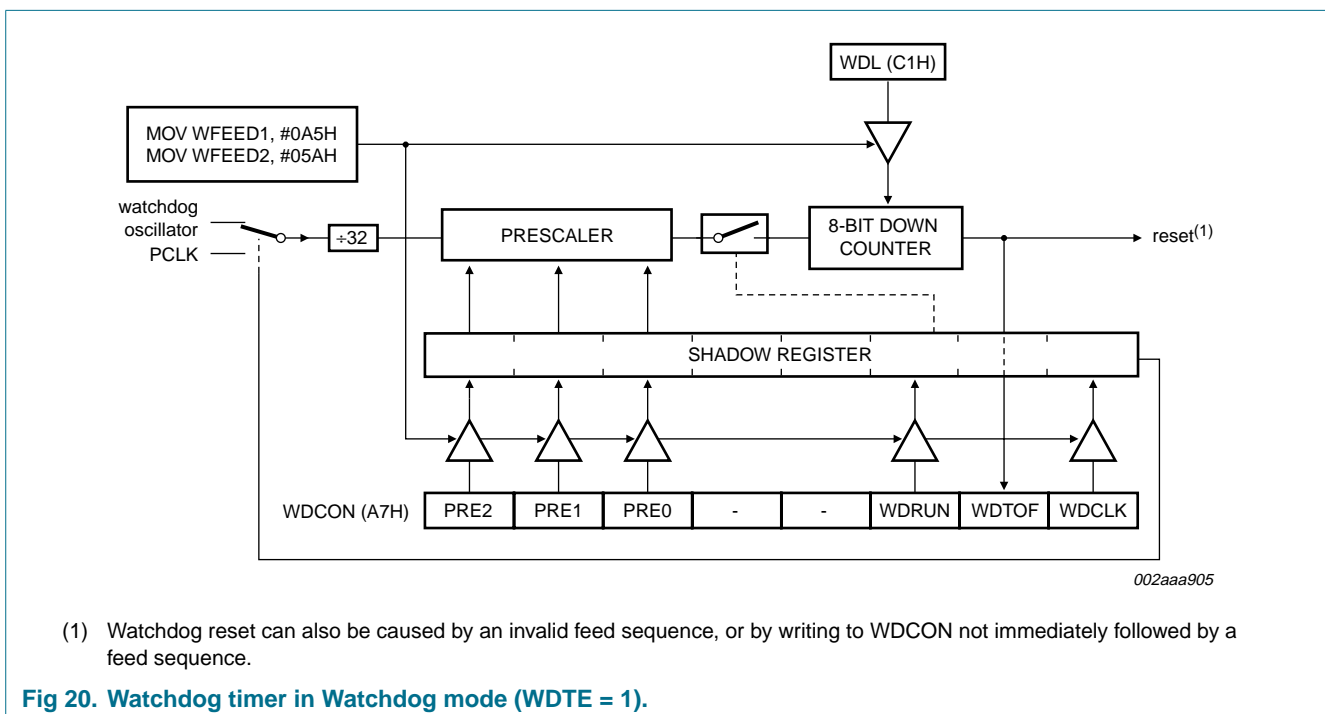 WDL (C1H)
MOV WFEED1, #0A5H
MOV WFEED2, #05AH
watchdog
oscillator
PCLK
÷32
PRESCALER
8-BIT DOWN
COUNTER
reset(1)
SHADOW REGISTER
WDCON (A7H)
PRE2
PRE1
PRE0
-
-
WDRUN
WDTOF
WDCLK
002aaa905
(1) Watchdog reset can also be caused by an invalid feed sequence, or by writing to WDCON not immediately followed by a
feed sequence.
Fig 20. Watchdog timer in Watchdog mode (WDTE = 1).